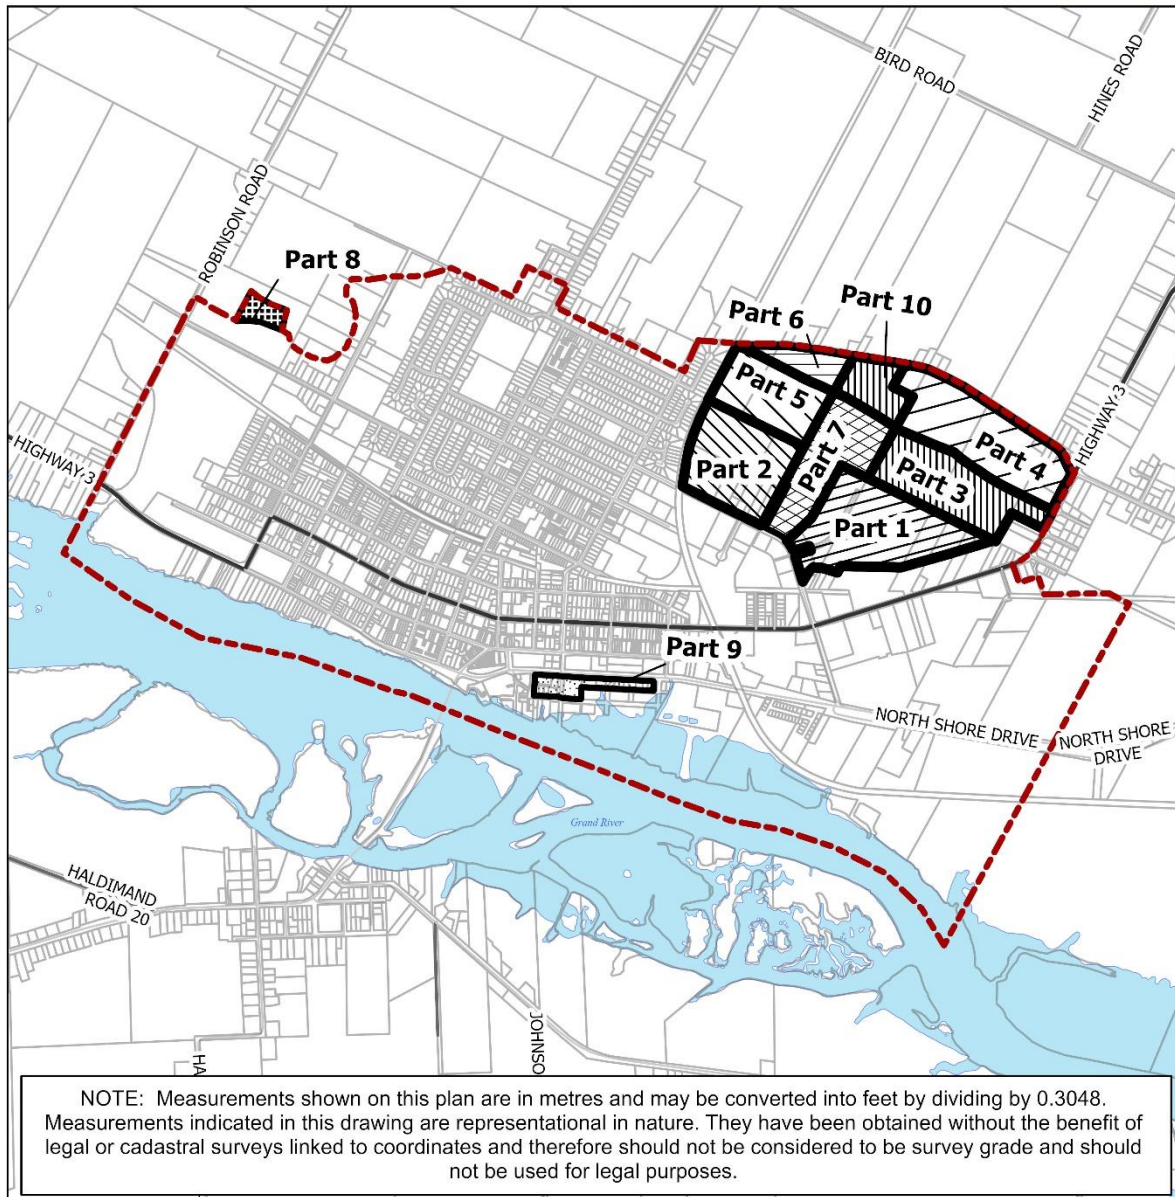 BIRD ROAD
HINES ROAD
ROBINSON ROAD
Part 8
Part 10
Part 6
Part 5
Part 7
Part 2
Part 4
Part 3
Part 1
HIGHWAY 3
HIGHWAY 3
Part 9
NORTH SHORE DRIVE
NORTH SHORE
DRIVE
Grand River
HALDIMAND
ROAD 20
HA
JOHNSO
NOTE: Measurements shown on this plan are in metres and may be converted into feet by dividing by 0.3048.
Measurements indicated in this drawing are representational in nature. They have been obtained without the benefit of
legal or cadastral surveys linked to coordinates and therefore should not be considered to be survey grade and should
not be used for legal purposes.